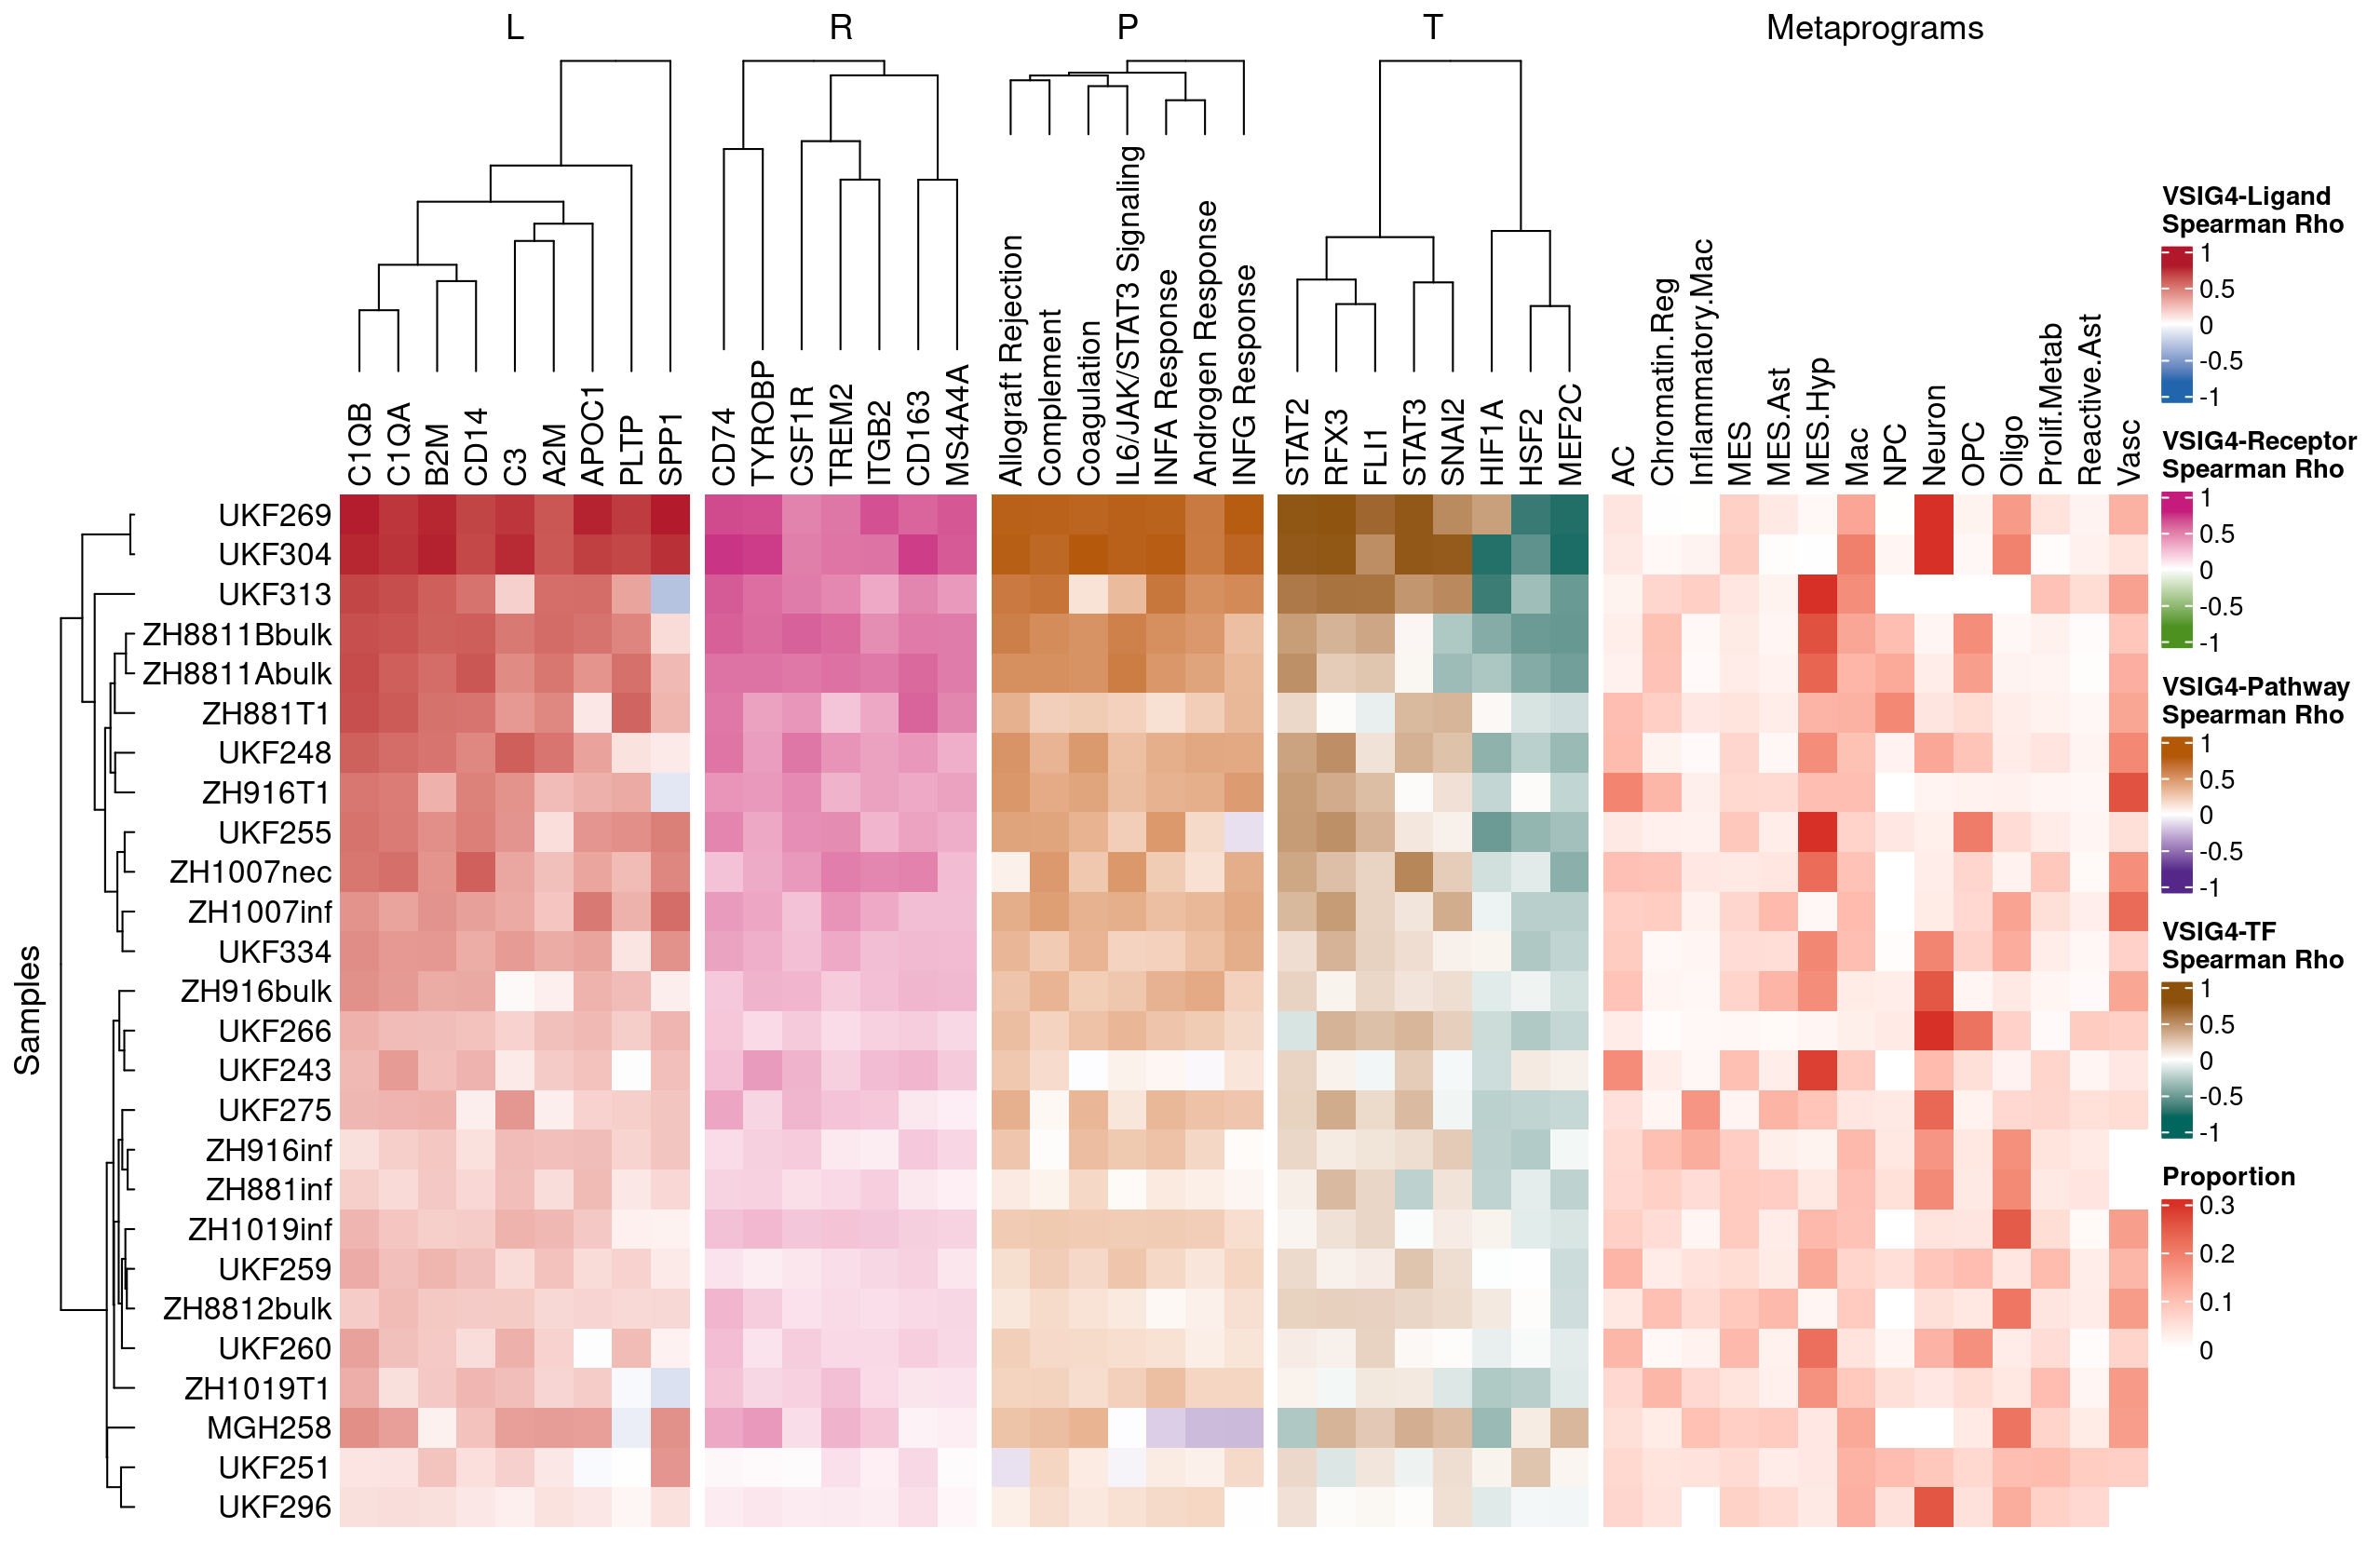 L
R
P
T
Metaprograms
C1QB
C1QA
B2M
CD14
C3
A2M
APOC1
PLTP
SPP1
CD74
TYROBP
CSF1R
TREM2
ITGB2
CD163
MS4A4A
Allograft Rejection
Complement
Coagulation
IL6/JAK/STAT3 Signaling
INFA Response
Androgen Response
INFG Response
STAT2
RFX3
FLI1
STAT3
SNAI2
HIF1A
HSF2
MEF2C
AC
Chromatin.Reg
Inflammatory.Mac
MES
MES.Ast
MES.Hyp
Mac
NPC
Neuron
OPC
Oligo
Prolif.Metab
Reactive.Ast
Vasc
Samples
UKF269
UKF304
UKF313
ZH8811Bbulk
ZH8811Abulk
ZH881T1
UKF248
ZH916T1
UKF255
ZH1007nec
ZH1007inf
UKF334
ZH916bulk
UKF266
UKF243
UKF275
ZH916inf
ZH881inf
ZH1019inf
UKF259
ZH8812bulk
UKF260
ZH1019T1
MGH258
UKF251
UKF296
VSIG4-Ligand
Spearman Rho
1
0.5
0
-0.5
-1
VSIG4-Receptor
Spearman Rho
1
0.5
0
-0.5
-1
VSIG4-Pathway
Spearman Rho
1
0.5
0
-0.5
-1
VSIG4-TF
Spearman Rho
1
0.5
0
-0.5
-1
Proportion
0.3
0.2
0.1
0